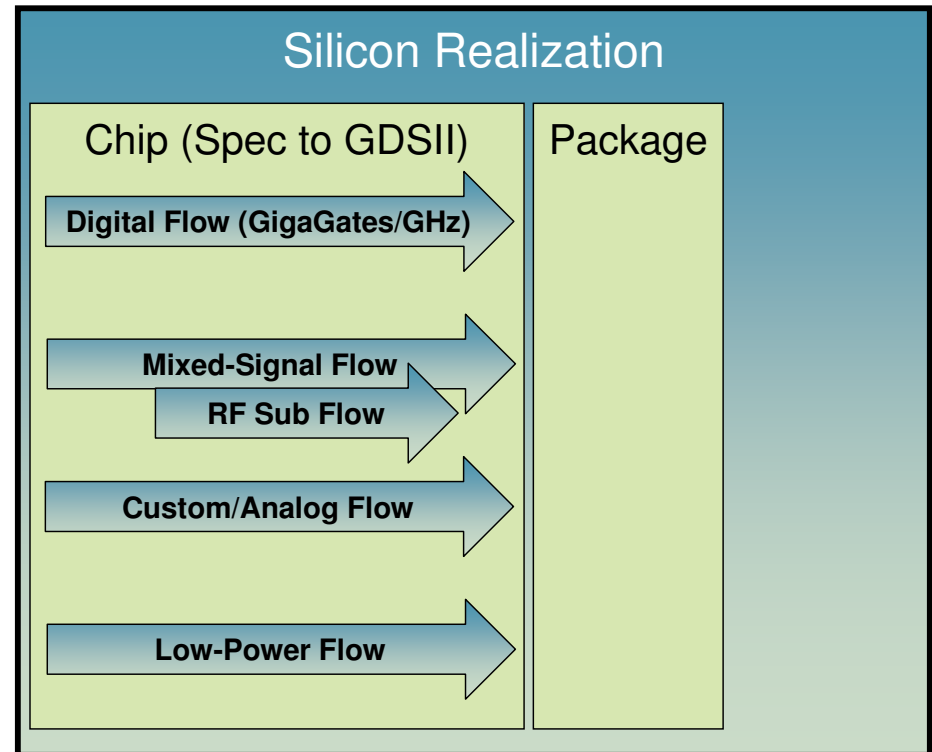 Silicon Realization
Chip (Spec to GDSII)
Package
Digital Flow (GigaGates/GHz)
Mixed-Signal Flow
RF Sub Flow
Custom/Analog Flow
Low-Power Flow